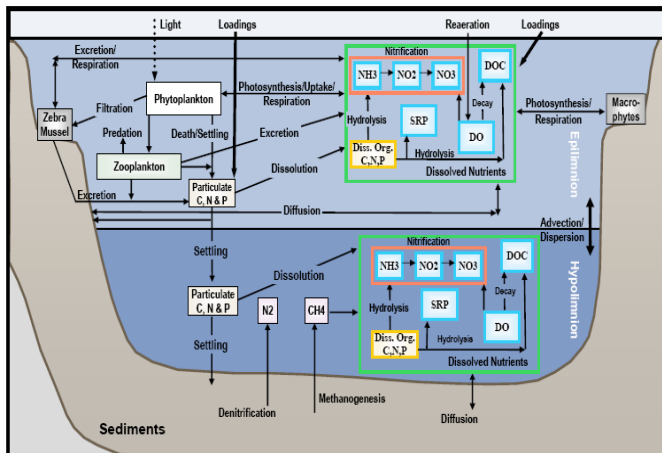 Light
Loadings
Reaeration
Loadings
Excretion/
Respiration
Nitrification
DOC
NH3
NO2
NO3
Phytoplankton
Photosynthesis/Uptake/
Respiration
Filtration
Zebra
Mussel
Predation
Death/Settling
Excretion
Hydrolysis
SRP
Decay
DO
Photosynthesis/
Respiration
Macro-
phytos
Zooplankton
Dissolution
Diss. Org.
C,N,P
Hydrolysis
Dissolved Nutrients
Excretion
Particulate
C, N & P
Diffusion
Epilimnion
Advection/
Dispersion
Settling
Nitrification
Dissolution
NH3
NO2
NO3
DOC
Hypolimnion
Particulate
C, N & P
N2
CH4
Hydrolysis
SRP
Decay
DO
Settling
Diss. Org.
C,N,P
Hydrolysis
Dissolved Nutrients
Denitrification
Methanogenesis
Diffusion
Sediments